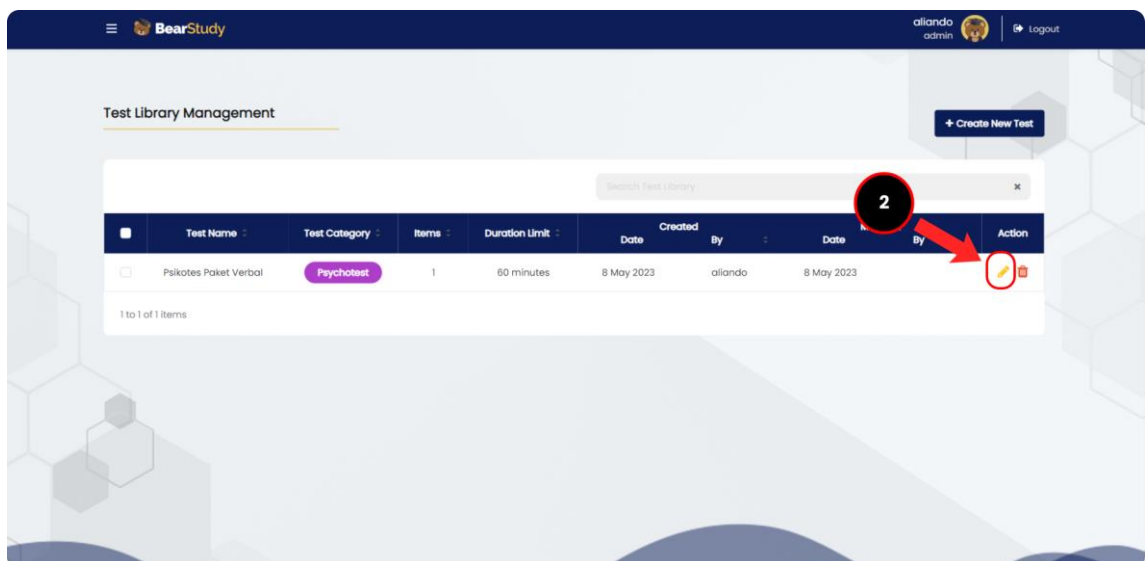 BearStudy
aliando
admin
Logout
Test Library Management
+ Create New Test
Search Test Library
2
Test Name
Test Category
Items
Duration Limit
Created
Date
By
Date
By
Action
Psikotes Paket Verbal
Psychotest
1
60 minutes
8 May 2023
aliando
8 May 2023
1 to 1 of 1 items